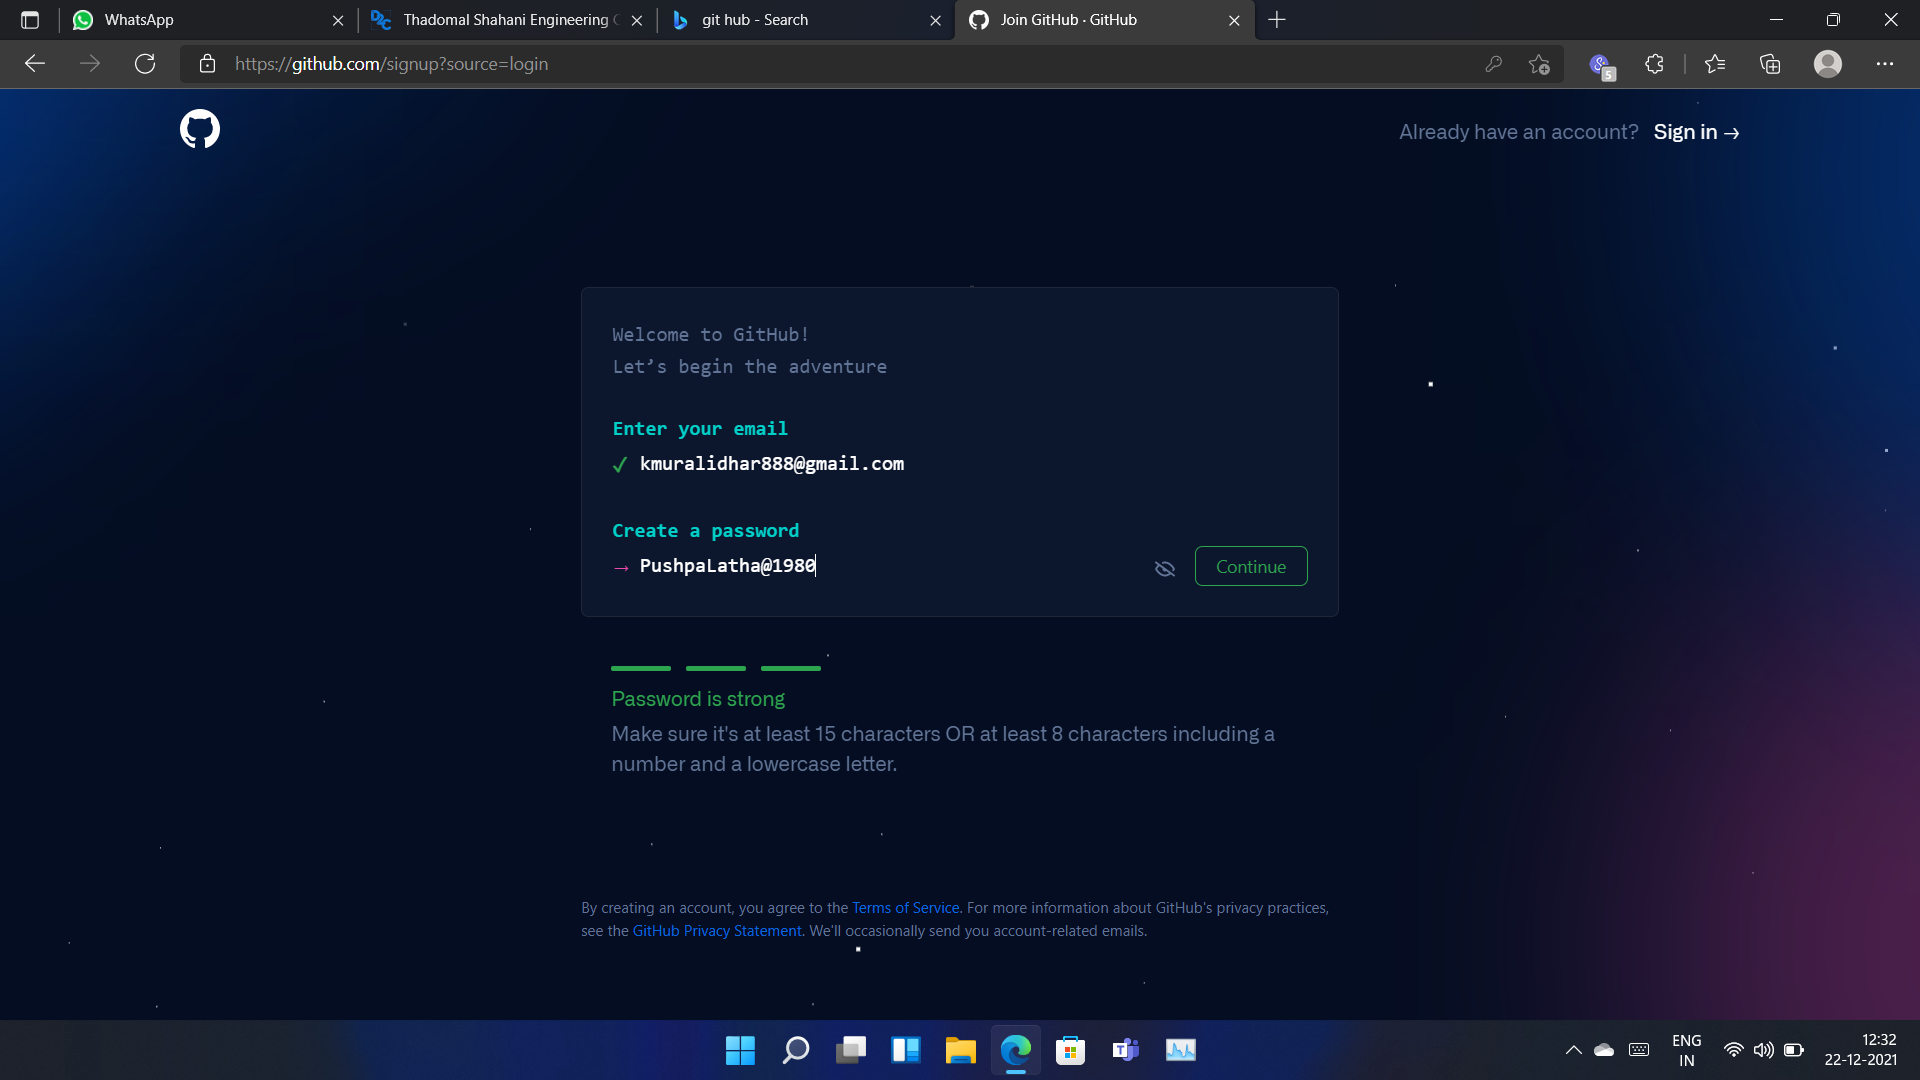 WhatsApp
Thadomal Shahani Engineering
git hub - Search
Join GitHub · GitHub
https://github.com/signup?source=login
5
Already have an account? Sign in →
Welcome to GitHub!
Let’s begin the adventure
Enter your email
✓ kmuralidhar888@gmail.com
Create a password
→ PushpaLatha@1980
Continue
Password is strong
Make sure it's at least 15 characters OR at least 8 characters including a
number and a lowercase letter.
By creating an account, you agree to the Terms of Service. For more information about GitHub's privacy practices,
see the GitHub Privacy Statement. We'll occasionally send you account-related emails.
ENG
IN
12:32
22-12-2021